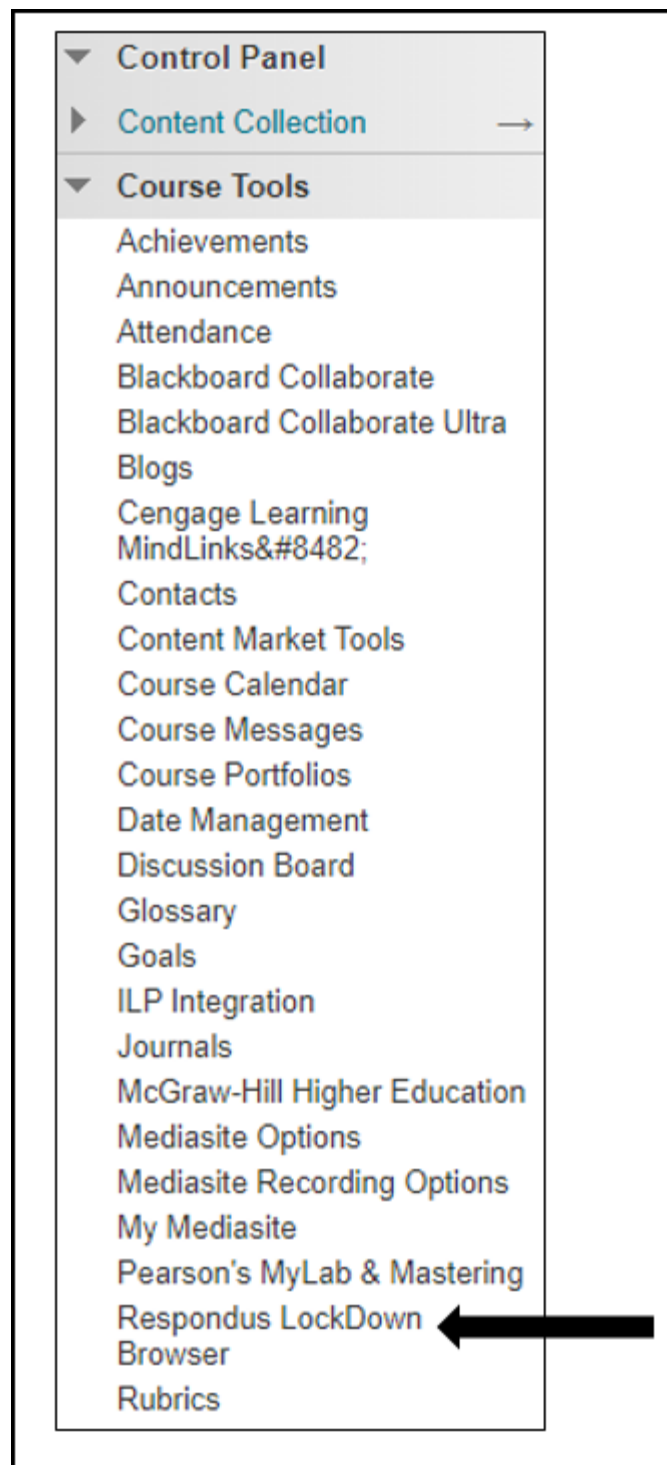 Control Panel
Content Collection →
Course Tools
Achievements
Announcements
Attendance
Blackboard Collaborate
Blackboard Collaborate Ultra
Blogs
Cengage Learning
MindLinks&#8482;
Contacts
Content Market Tools
Course Calendar
Course Messages
Course Portfolios
Date Management
Discussion Board
Glossary
Goals
ILP Integration
Journals
McGraw-Hill Higher Education
Mediasite Options
Mediasite Recording Options
My Mediasite
Pearson's MyLab & Mastering
Respondus LockDown
Browser
Rubrics